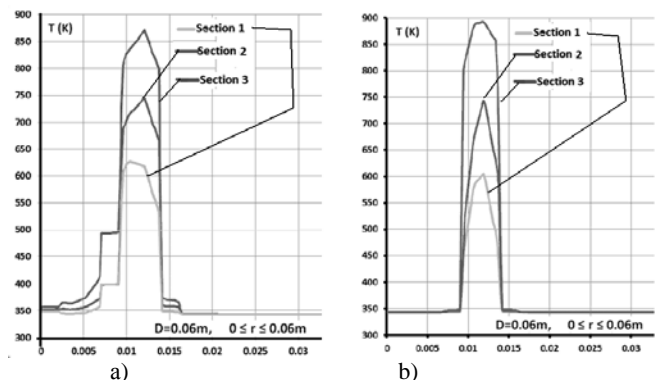 900
850
800
750
700
650
600
550
500
450
400
350
300
T (K)
Section 1
Section 2
Section 3
D=0.06m, 0 ≤ r ≤ 0.06m
0 0.005 0.01 0.015 0.02 0.025 0.03
a)
900
850
800
750
700
650
600
550
500
450
400
350
300
T (K)
Section 1
Section 2
Section 3
D=0.06m, 0 ≤ r ≤ 0.06m
0 0.005 0.01 0.015 0.02 0.025 0.03
b)